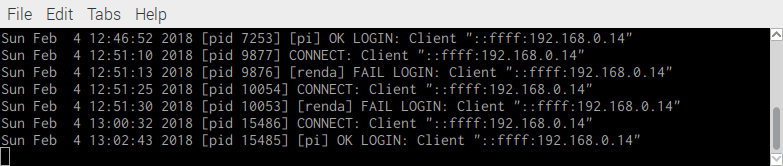 File Edit Tabs Help
Sun Feb  4 12:46:52 2018 [pid 7253] [pi] OK LOGIN: Client "::ffff:192.168.0.14"
Sun Feb  4 12:51:10 2018 [pid 9877] CONNECT: Client "::ffff:192.168.0.14"
Sun Feb  4 12:51:13 2018 [pid 9876] [renda] FAIL LOGIN: Client "::ffff:192.168.0.14"
Sun Feb  4 12:51:25 2018 [pid 10054] CONNECT: Client "::ffff:192.168.0.14"
Sun Feb  4 12:51:30 2018 [pid 10053] [renda] FAIL LOGIN: Client "::ffff:192.168.0.14"
Sun Feb  4 13:00:32 2018 [pid 15486] CONNECT: Client "::ffff:192.168.0.14"
Sun Feb  4 13:02:43 2018 [pid 15485] [pi] OK LOGIN: Client "::ffff:192.168.0.14"